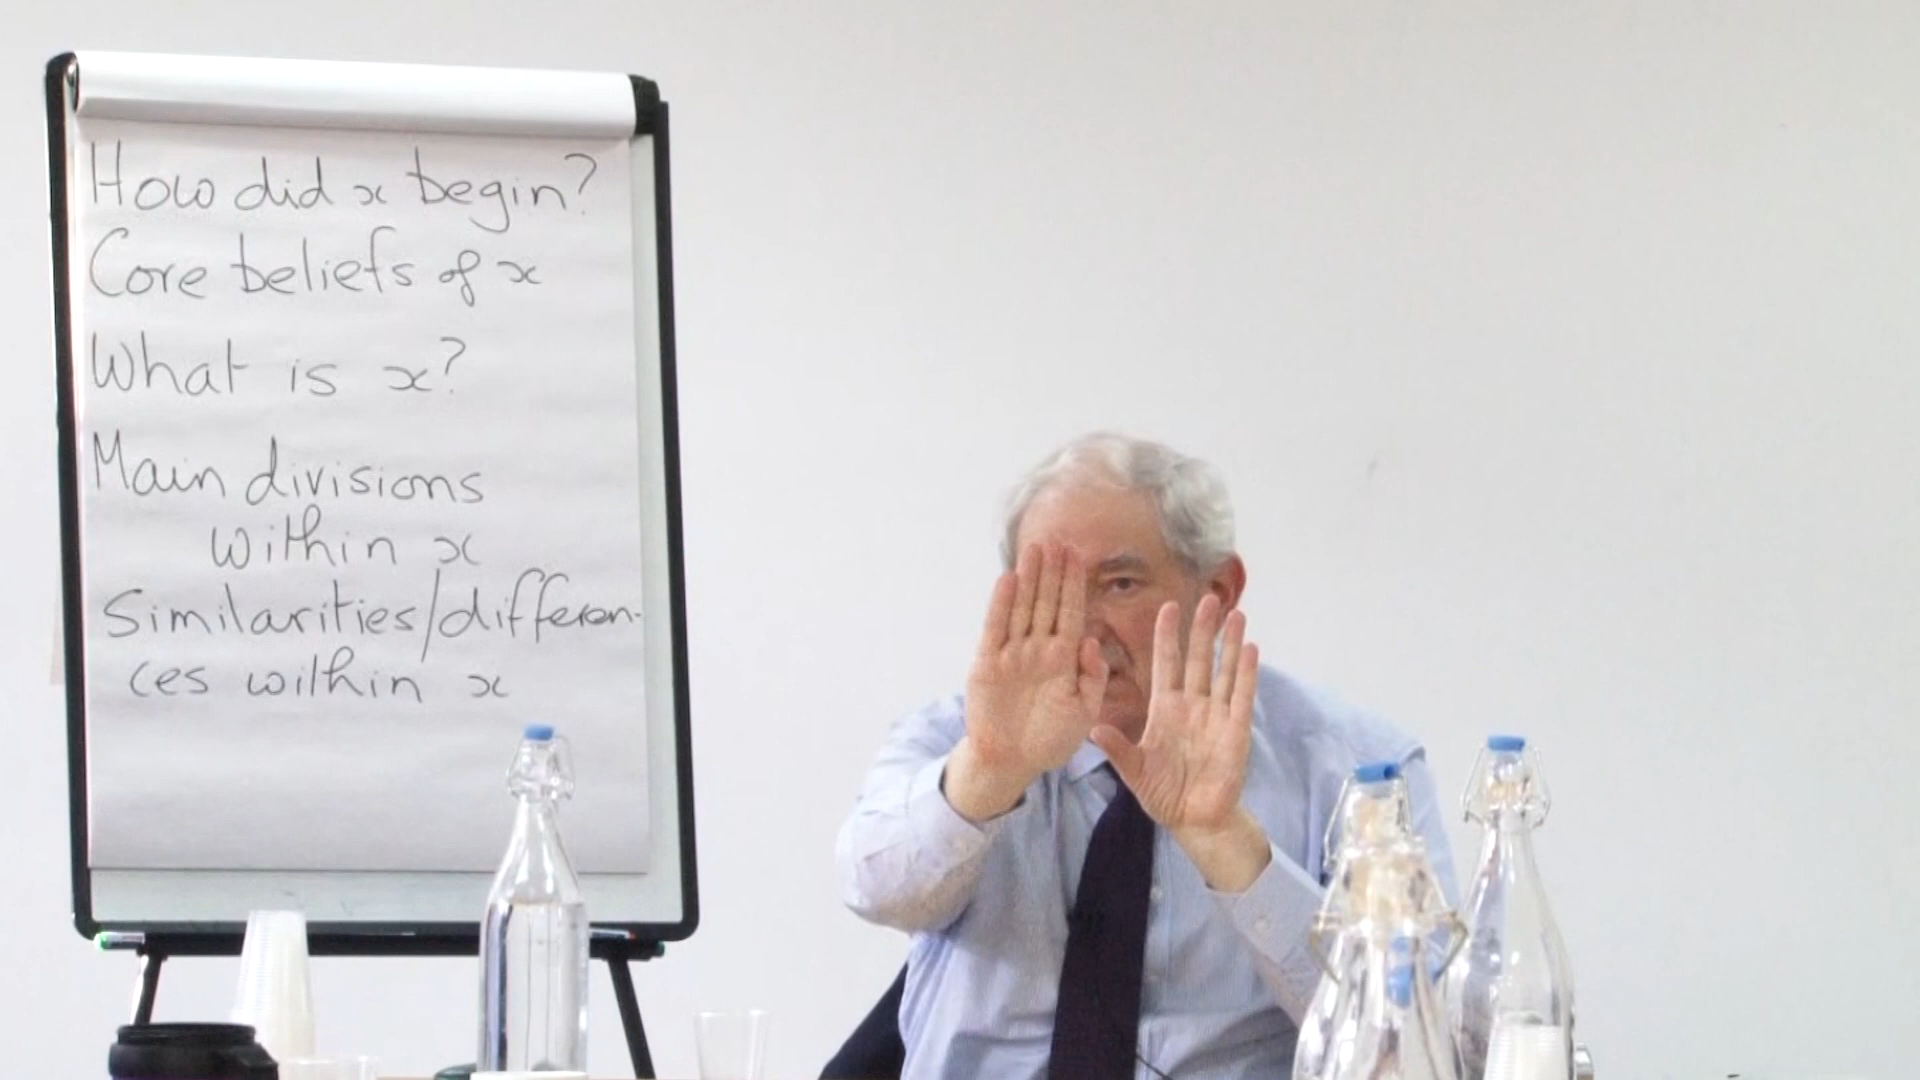 How did x begin?
Core beliefs of x
What is x?
Main divisions
within x
Similarities/differen-
ces within x